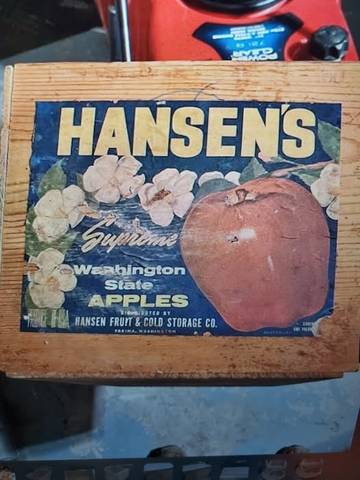 HANSEN'S
Supreme
Washington
State
APPLES
DISTRIBUTED BY
HANSEN FRUIT & COLD STORAGE CO.
YAKIMA, WASHINGTON